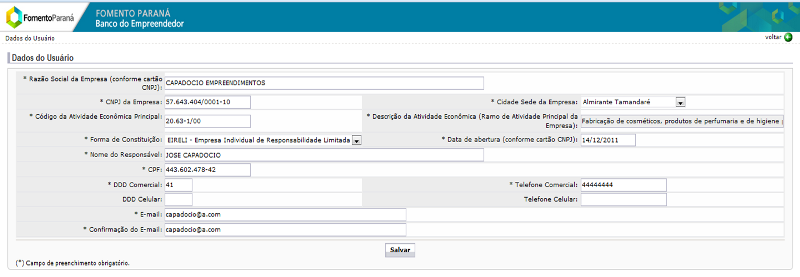 FomentoParaná
FOMENTO PARANÁ
Banco do Empreendedor
Dados do Usuário
voltar
Dados do Usuário
* Razão Social da Empresa (conforme cartão CNPJ): CAPADOCIO EMPREENDIMENTOS
* CNPJ da Empresa: 57.643.404/0001-10 * Cidade Sede da Empresa: Almirante Tamandaré
* Código da Atividade Econômica Principal: 20.63-1/00 * Descrição da Atividade Econômica (Ramo de Atividade Principal da Empresa): Fabricação de cosméticos, produtos de perfumaria e de higiene
* Forma de Constituição: EIRELI - Empresa Individual de Responsabilidade Limitada * Data de abertura (conforme cartão CNPJ): 14/12/2011
* Nome do Responsável: JOSE CAPADOCIO
* CPF: 443.602.478-42
* DDD Comercial: 41 * Telefone Comercial: 44444444
DDD Celular: Telefone Celular:
* E-mail: capadocio@a.com
* Confirmação do E-mail: capadocio@a.com
Salvar
(*) Campo de preenchimento obrigatório.